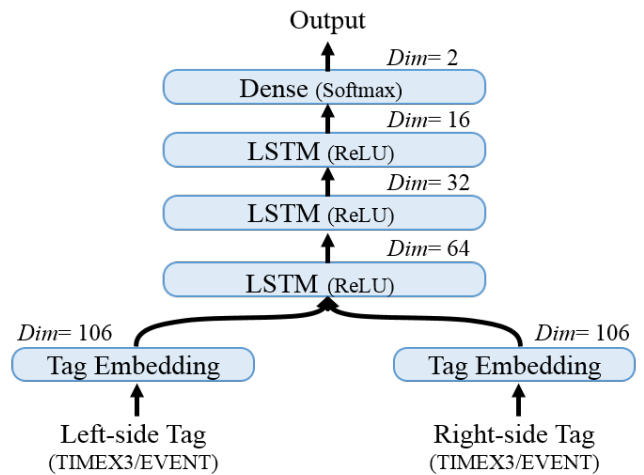 Output
Dim= 2
Dense (Softmax)
Dim= 16
LSTM (ReLU)
Dim= 32
LSTM (ReLU)
Dim= 64
LSTM (ReLU)
Dim= 106
Dim= 106
Tag Embedding
Tag Embedding
Left-side Tag
(TIMEX3/EVENT)
Right-side Tag
(TIMEX3/EVENT)